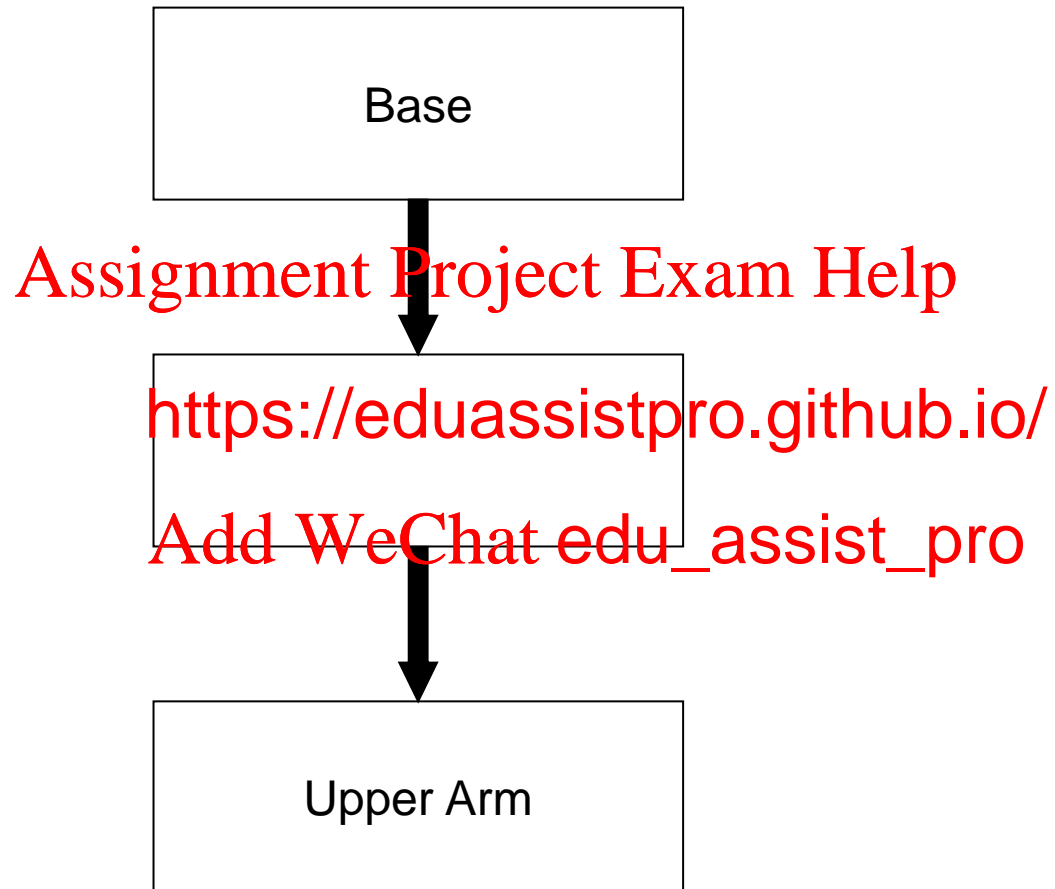 Base
Assignment Project Exam Help
https://eduassistpro.github.io/
Add WeChat edu_assist_pro
Upper Arm